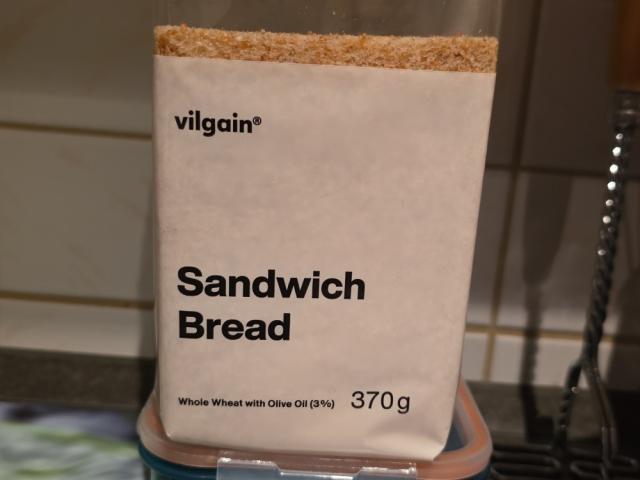 vilgain®
Sandwich
Bread
Whole Wheat with Olive Oil (3%) 370g